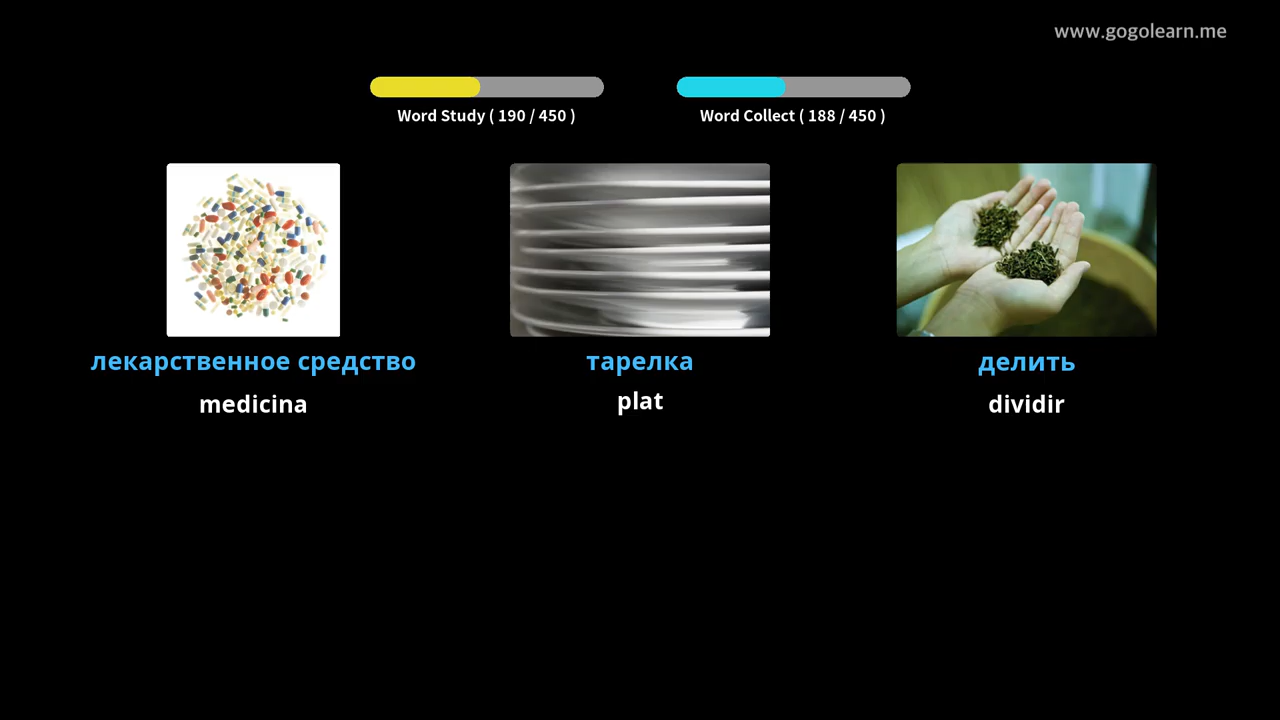 www.gogolearn.me
Word Study ( 190 / 450 )
Word Collect ( 188 / 450 )
лекарственное средство
тарелка
делить
medicina
plat
dividir